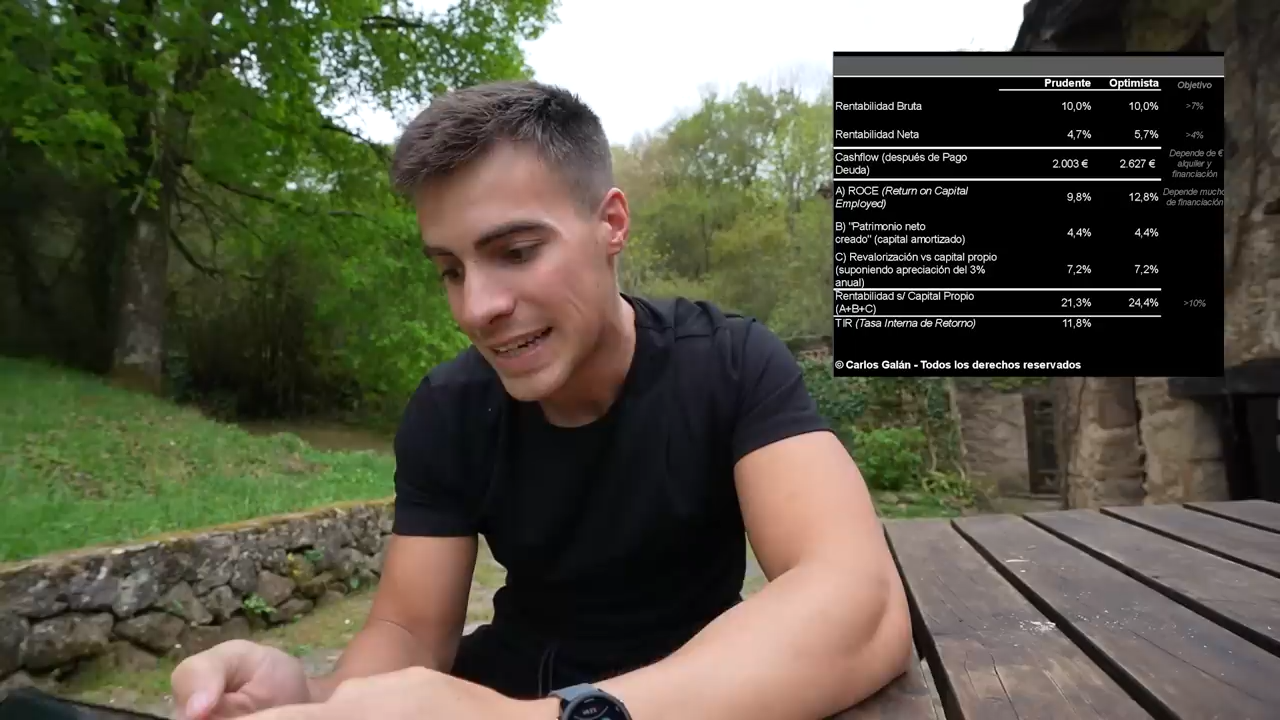 Prudente Optimista Objetivo
Rentabilidad Bruta 10,0% 10,0% >7%
Rentabilidad Neta 4,7% 5,7% >4%
Cashflow (después de Pago
Deuda) 2.003 € 2.627 € Depende de €
alquiler y
financiación
A) ROCE (Return on Capital
Employed) 9,8% 12,8% Depende mucho
de financiación
B) "Patrimonio neto
creado" (capital amortizado) 4,4% 4,4%
C) Revalorización vs capital propio
(suponiendo apreciación del 3%
anual) 7,2% 7,2%
Rentabilidad s/ Capital Propio
(A+B+C) 21,3% 24,4% >10%
TIR (Tasa Interna de Retorno) 11,8%
© Carlos Galán - Todos los derechos reservados